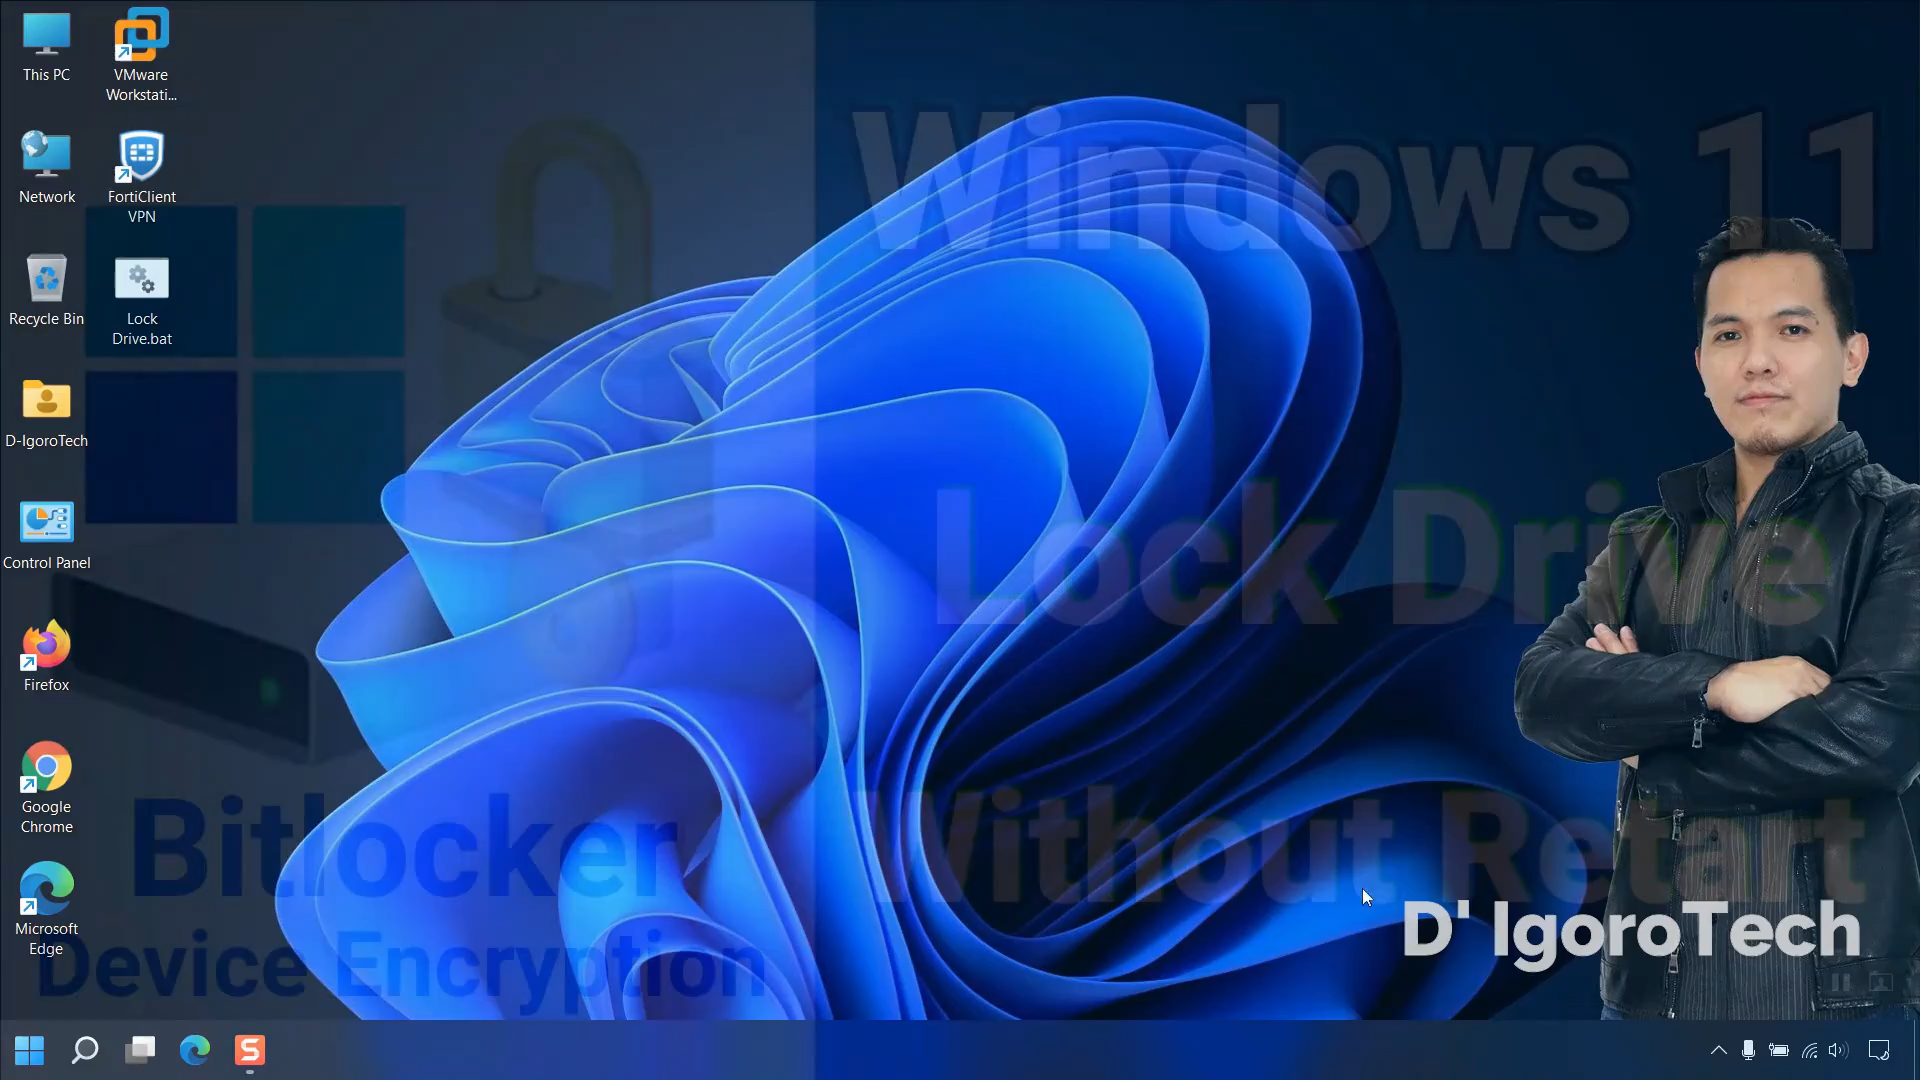 This PC
VMware
Workstati...
Network
FortiClient
VPN
Recycle Bin
Lock
Drive.bat
D-IgoroTech
Control Panel
Firefox
Google
Chrome
Microsoft
Edge
Bitlocker
Device Encryption
Windows 11
Lock Drive
Without Retart
D' IgoroTech